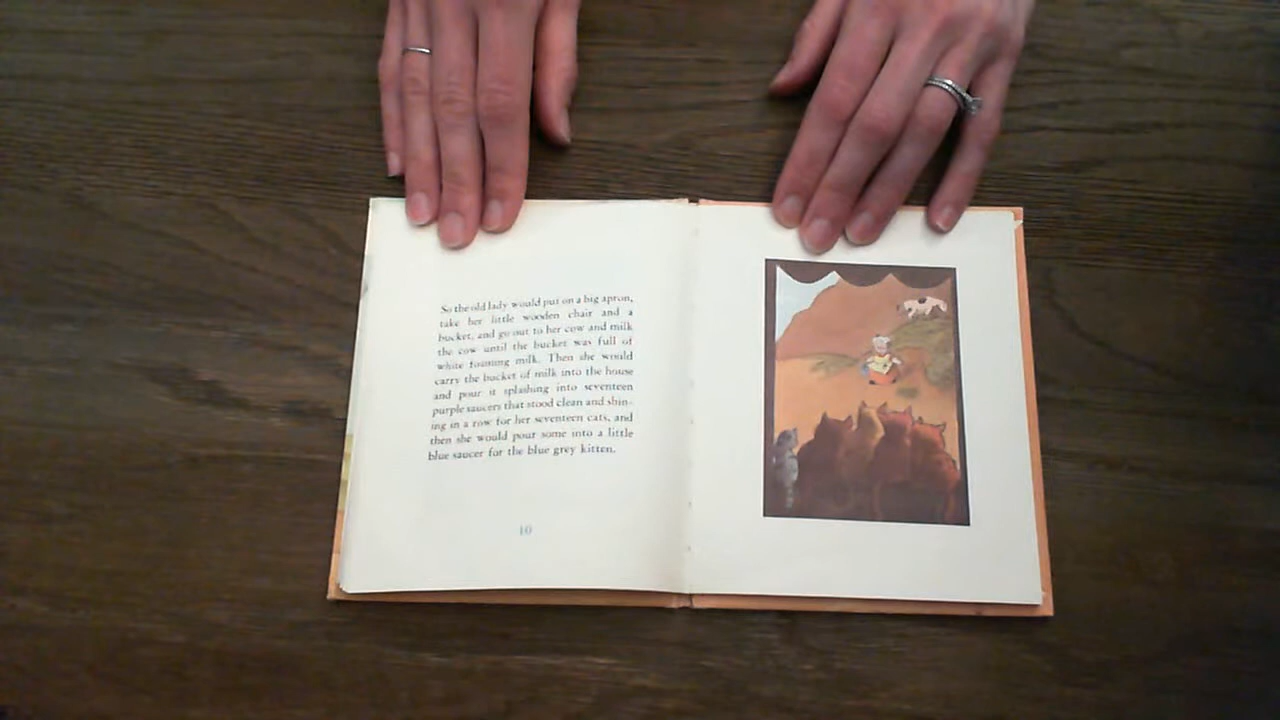 So the old lady would put on a big apron,
take her little wooden chair and a
bucket, and go out to her cow and milk
the cow until the bucket was full of
white foaming milk. Then she would
carry the bucket of milk into the house
and pour it splashing into seventeen
purple saucers that stood clean and shin-
ing in a row for her seventeen cats, and
then she would pour some into a little
blue saucer for the blue grey kitten.
10